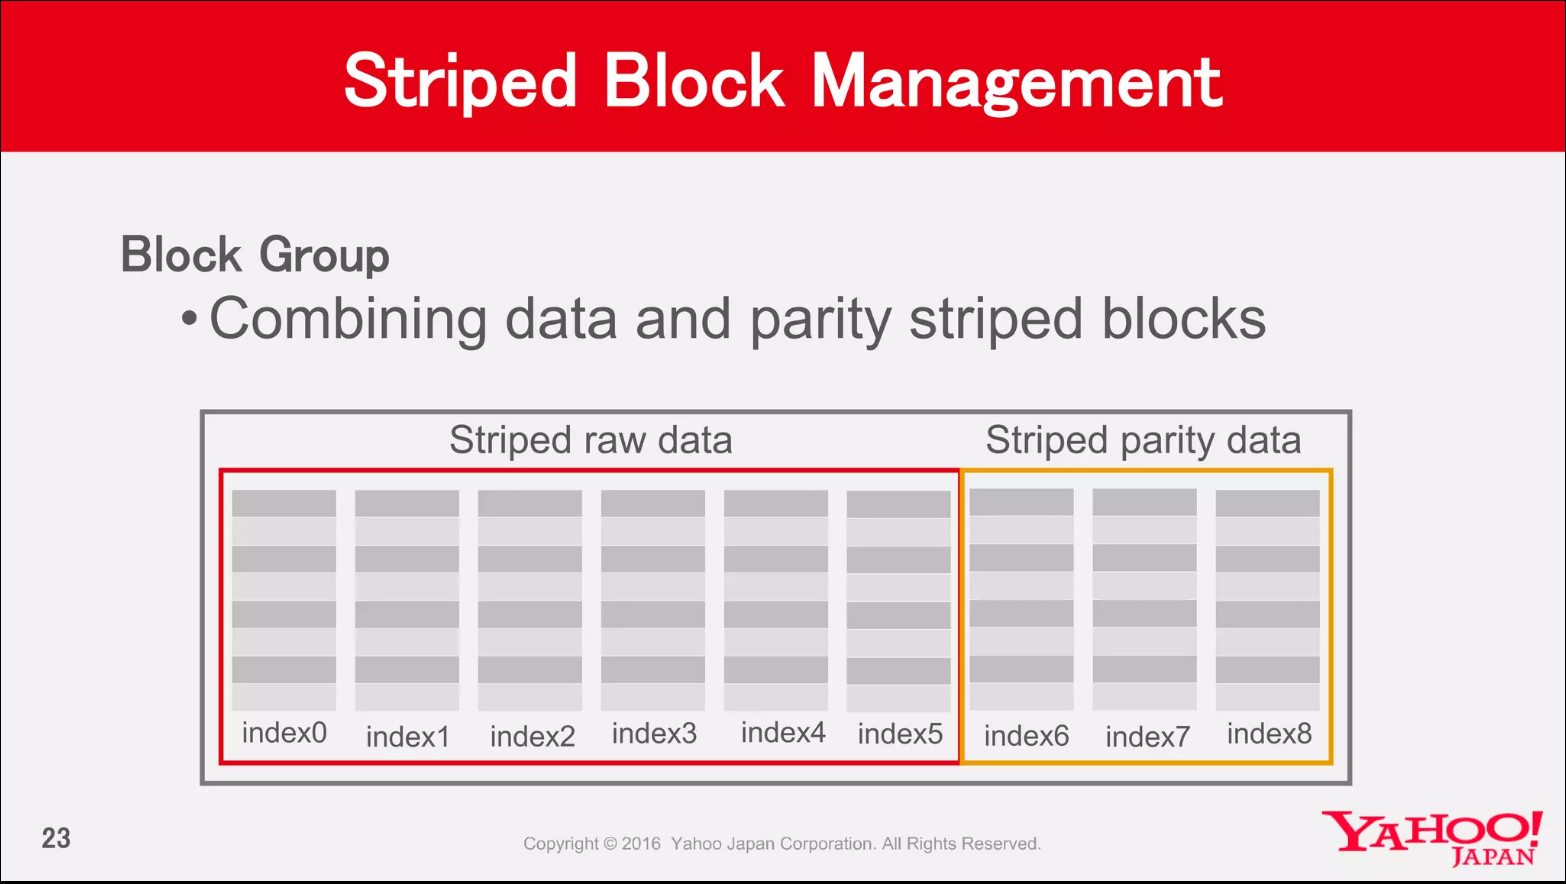 Striped Block Management
Block Group
• Combining data and parity striped blocks
Striped raw data
Striped parity data
index0
index1
index2
index3
index4
index5
index6
index7
index8
23
Copyright © 2016 Yahoo Japan Corporation. All Rights Reserved.
YAHOO!
JAPAN